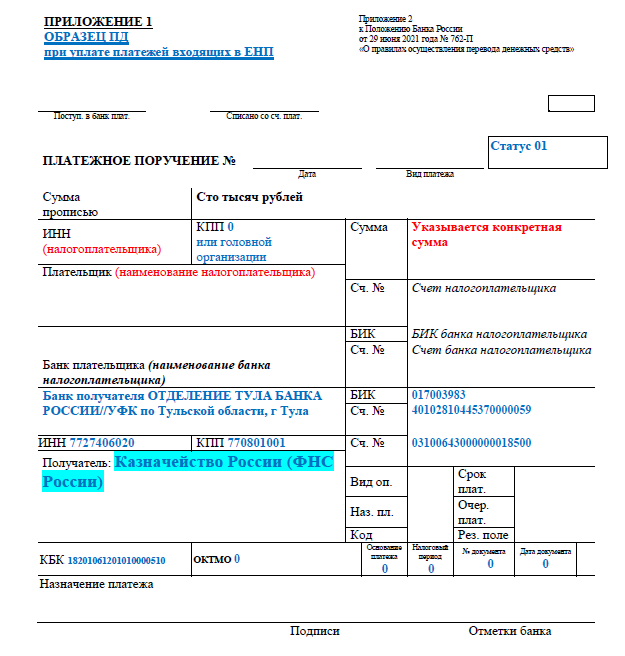 ПРИЛОЖЕНИЕ 1
ОБРАЗЕЦ ПД
при уплате платежей входящих в ЕНП
Приложение 2
к Положению Банка России
от 29 июня 2021 года № 762-П
«О правилах осуществления перевода денежных средств»
Поступ. в банк плат.
Списано со сч. плат.
Статус 01
ПЛАТЕЖНОЕ ПОРУЧЕНИЕ №
Дата
Вид платежа
Сумма
прописью
Сто тысяч рублей
ИНН
(налогоплательщика)
КПП 0
или головной
организации
Сумма
Указывается конкретная
сумма
Плательщик (наименование налогоплательщика)
Сч. №
Счет налогоплательщика
БИК
БИК банка налогоплательщика
Сч. №
Счет банка налогоплательщика
Банк плательщика (наименование банка
налогоплательщика)
Банк получателя ОТДЕЛЕНИЕ ТУЛА БАНКА
РОССИИ//УФК по Тульской области, г Тула
БИК
017003983
Сч. №
40102810445370000059
ИНН 7727406020
КПП 770801001
Сч. №
03100643000000018500
Получатель: Казначейство России (ФНС
России)
Вид оп.
Срок
плат.
Наз. пл.
Очер.
плат.
Код
Рез. поле
КБК 18201061201010000510
ОКТМО 0
Основание
платежа
0
Налоговый
период
0
№ документа
0
Дата документа
0
Назначение платежа
Подписи
Отметки банка